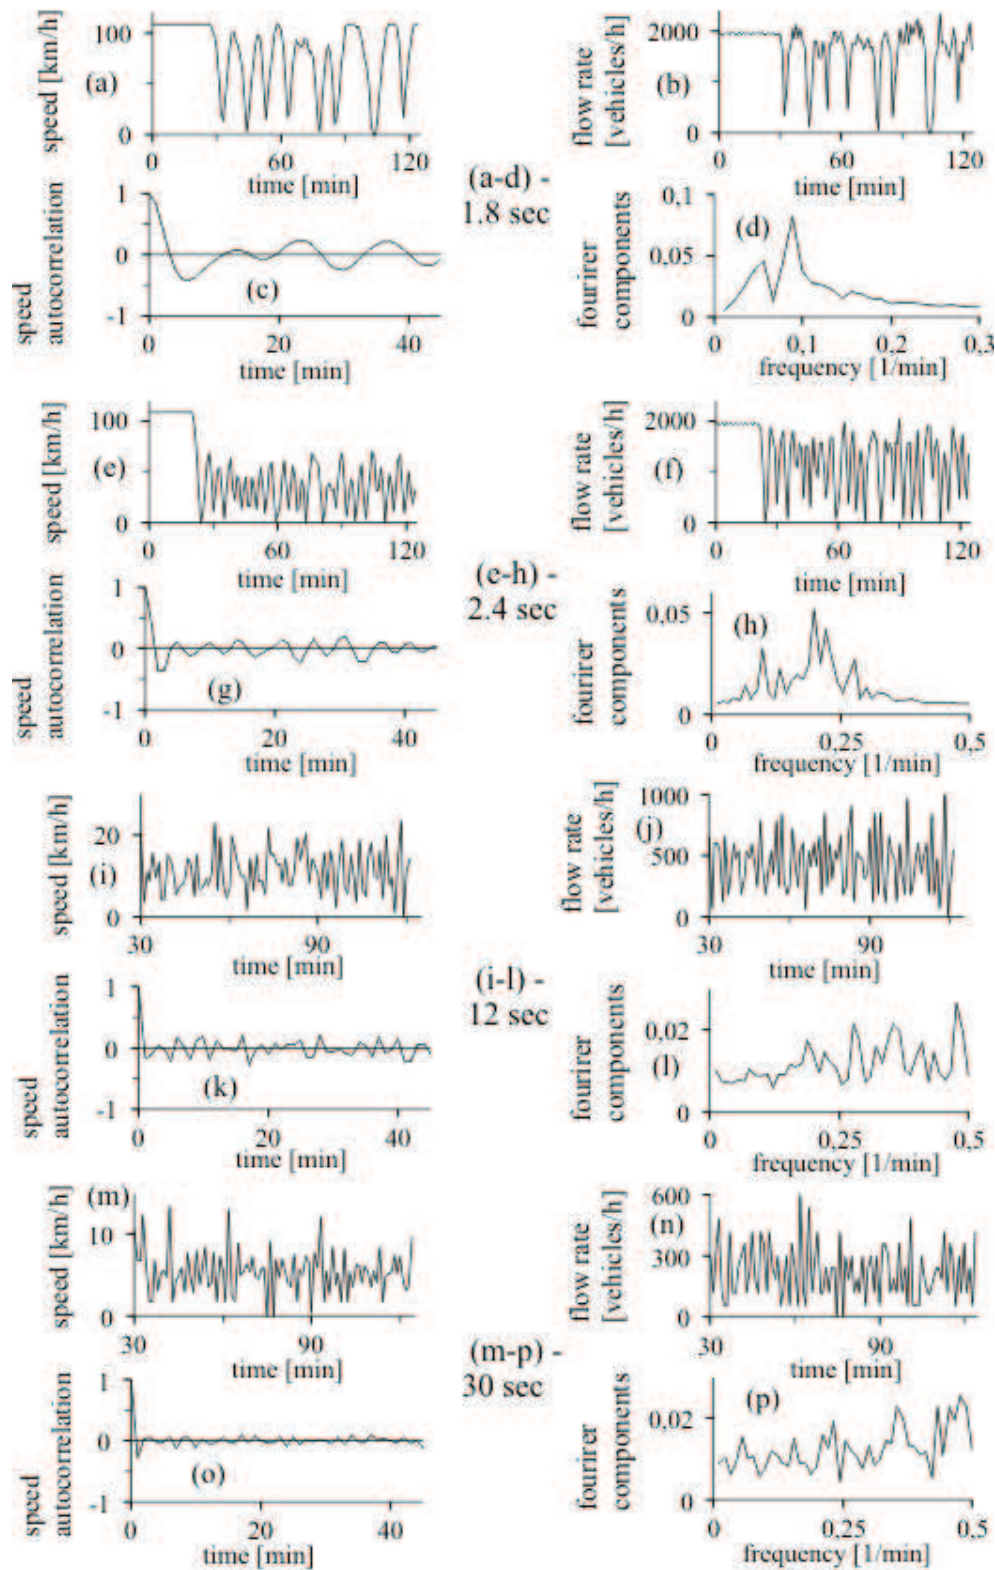 speed [km/h]
100
0
(a)
0 60 120
time [min]
flow rate
[vehicles/h]
2000
0
(b)
0 60 120
time [min]
(a-d) -
1.8 sec
speed
autocorrelation
1
0
-1
(c)
0 20 40
time [min]
fourirer
components
0,1
0,05
0
(d)
0 0,1 0,2 0,3
frequency [1/min]
speed [km/h]
100
0
(e)
0 60 120
time [min]
flow rate
[vehicles/h]
2000
0
(f)
0 60 120
time [min]
(e-h) -
2.4 sec
speed
autocorrelation
1
0
-1
(g)
0 20 40
time [min]
fourirer
components
0,05
0
(h)
0 0,25 0,5
frequency [1/min]
speed [km/h]
20
0
(i)
30 90
time [min]
flow rate
[vehicles/h]
1000
500
0
(j)
30 90
time [min]
(i-l) -
12 sec
speed
autocorrelation
1
0
-1
(k)
0 20 40
time [min]
fourirer
components
0,02
0
(l)
0 0,25 0,5
frequency [1/min]
speed [km/h]
10
0
(m)
30 90
time [min]
flow rate
[vehicles/h]
600
300
0
(n)
30 90
time [min]
(m-p) -
30 sec
speed
autocorrelation
1
0
-1
(o)
0 20 40
time [min]
fourirer
components
0,02
0
(p)
0 0,25 0,5
frequency [1/min]